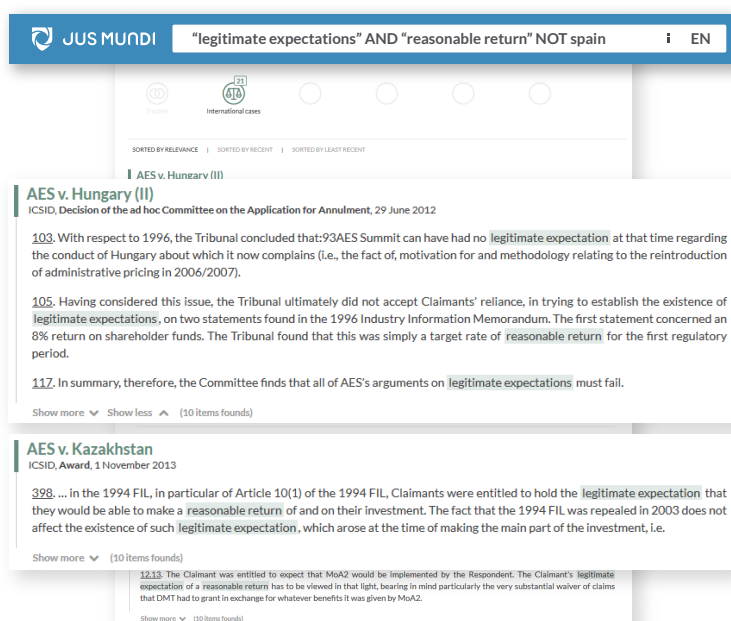 JUS MUNDI
“legitimate expectations” AND “reasonable return” NOT spain
i EN
21
Treaties
International cases
SORTED BY RELEVANCE | SORTED BY RECENT | SORTED BY LEAST RECENT
AES v. Hungary (II)
AES v. Hungary (II)
ICSID, Decision of the ad hoc Committee on the Application for Annulment, 29 June 2012
103. With respect to 1996, the Tribunal concluded that:93AES Summit can have had no legitimate expectation at that time regarding
the conduct of Hungary about which it now complains (i.e., the fact of, motivation for and methodology relating to the reintroduction
of administrative pricing in 2006/2007).
105. Having considered this issue, the Tribunal ultimately did not accept Claimants’ reliance, in trying to establish the existence of
legitimate expectations, on two statements found in the 1996 Industry Information Memorandum. The first statement concerned an
8% return on shareholder funds. The Tribunal found that this was simply a target rate of reasonable return for the first regulatory
period.
117. In summary, therefore, the Committee finds that all of AES’s arguments on legitimate expectations must fail.
Show more Show less (10 items founds)
AES v. Kazakhstan
ICSID, Award, 1 November 2013
398. ... in the 1994 FIL, in particular of Article 10(1) of the 1994 FIL, Claimants were entitled to hold the legitimate expectation that
they would be able to make a reasonable return of and on their investment. The fact that the 1994 FIL was repealed in 2003 does not
affect the existence of such legitimate expectation, which arose at the time of making the main part of the investment, i.e.
Show more (10 items founds)
12.13. The Claimant was entitled to expect that MoA2 would be implemented by the Respondent. The Claimant’s legitimate
expectation of a reasonable return has to be viewed in that light, bearing in mind particularly the very substantial waiver of claims
that DMT had to grant in exchange for whatever benefits it was given by MoA2.
Show more (10 items founds)